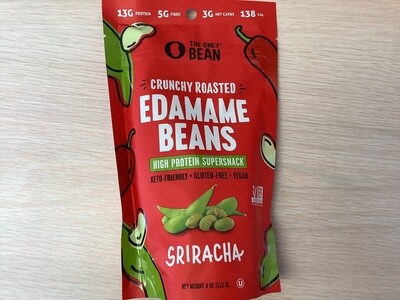 13G PROTEIN 5G FIBER 3G NET CARBS 138 CAL
THE ONLY
BEAN
CRUNCHY ROASTED
EDAMAME
BEANS
HIGH PROTEIN SUPERSNACK
KETO-FRIENDLY • GLUTEN-FREE • VEGAN
SRIRACHA
NET WEIGHT 4 OZ (113 G)
U